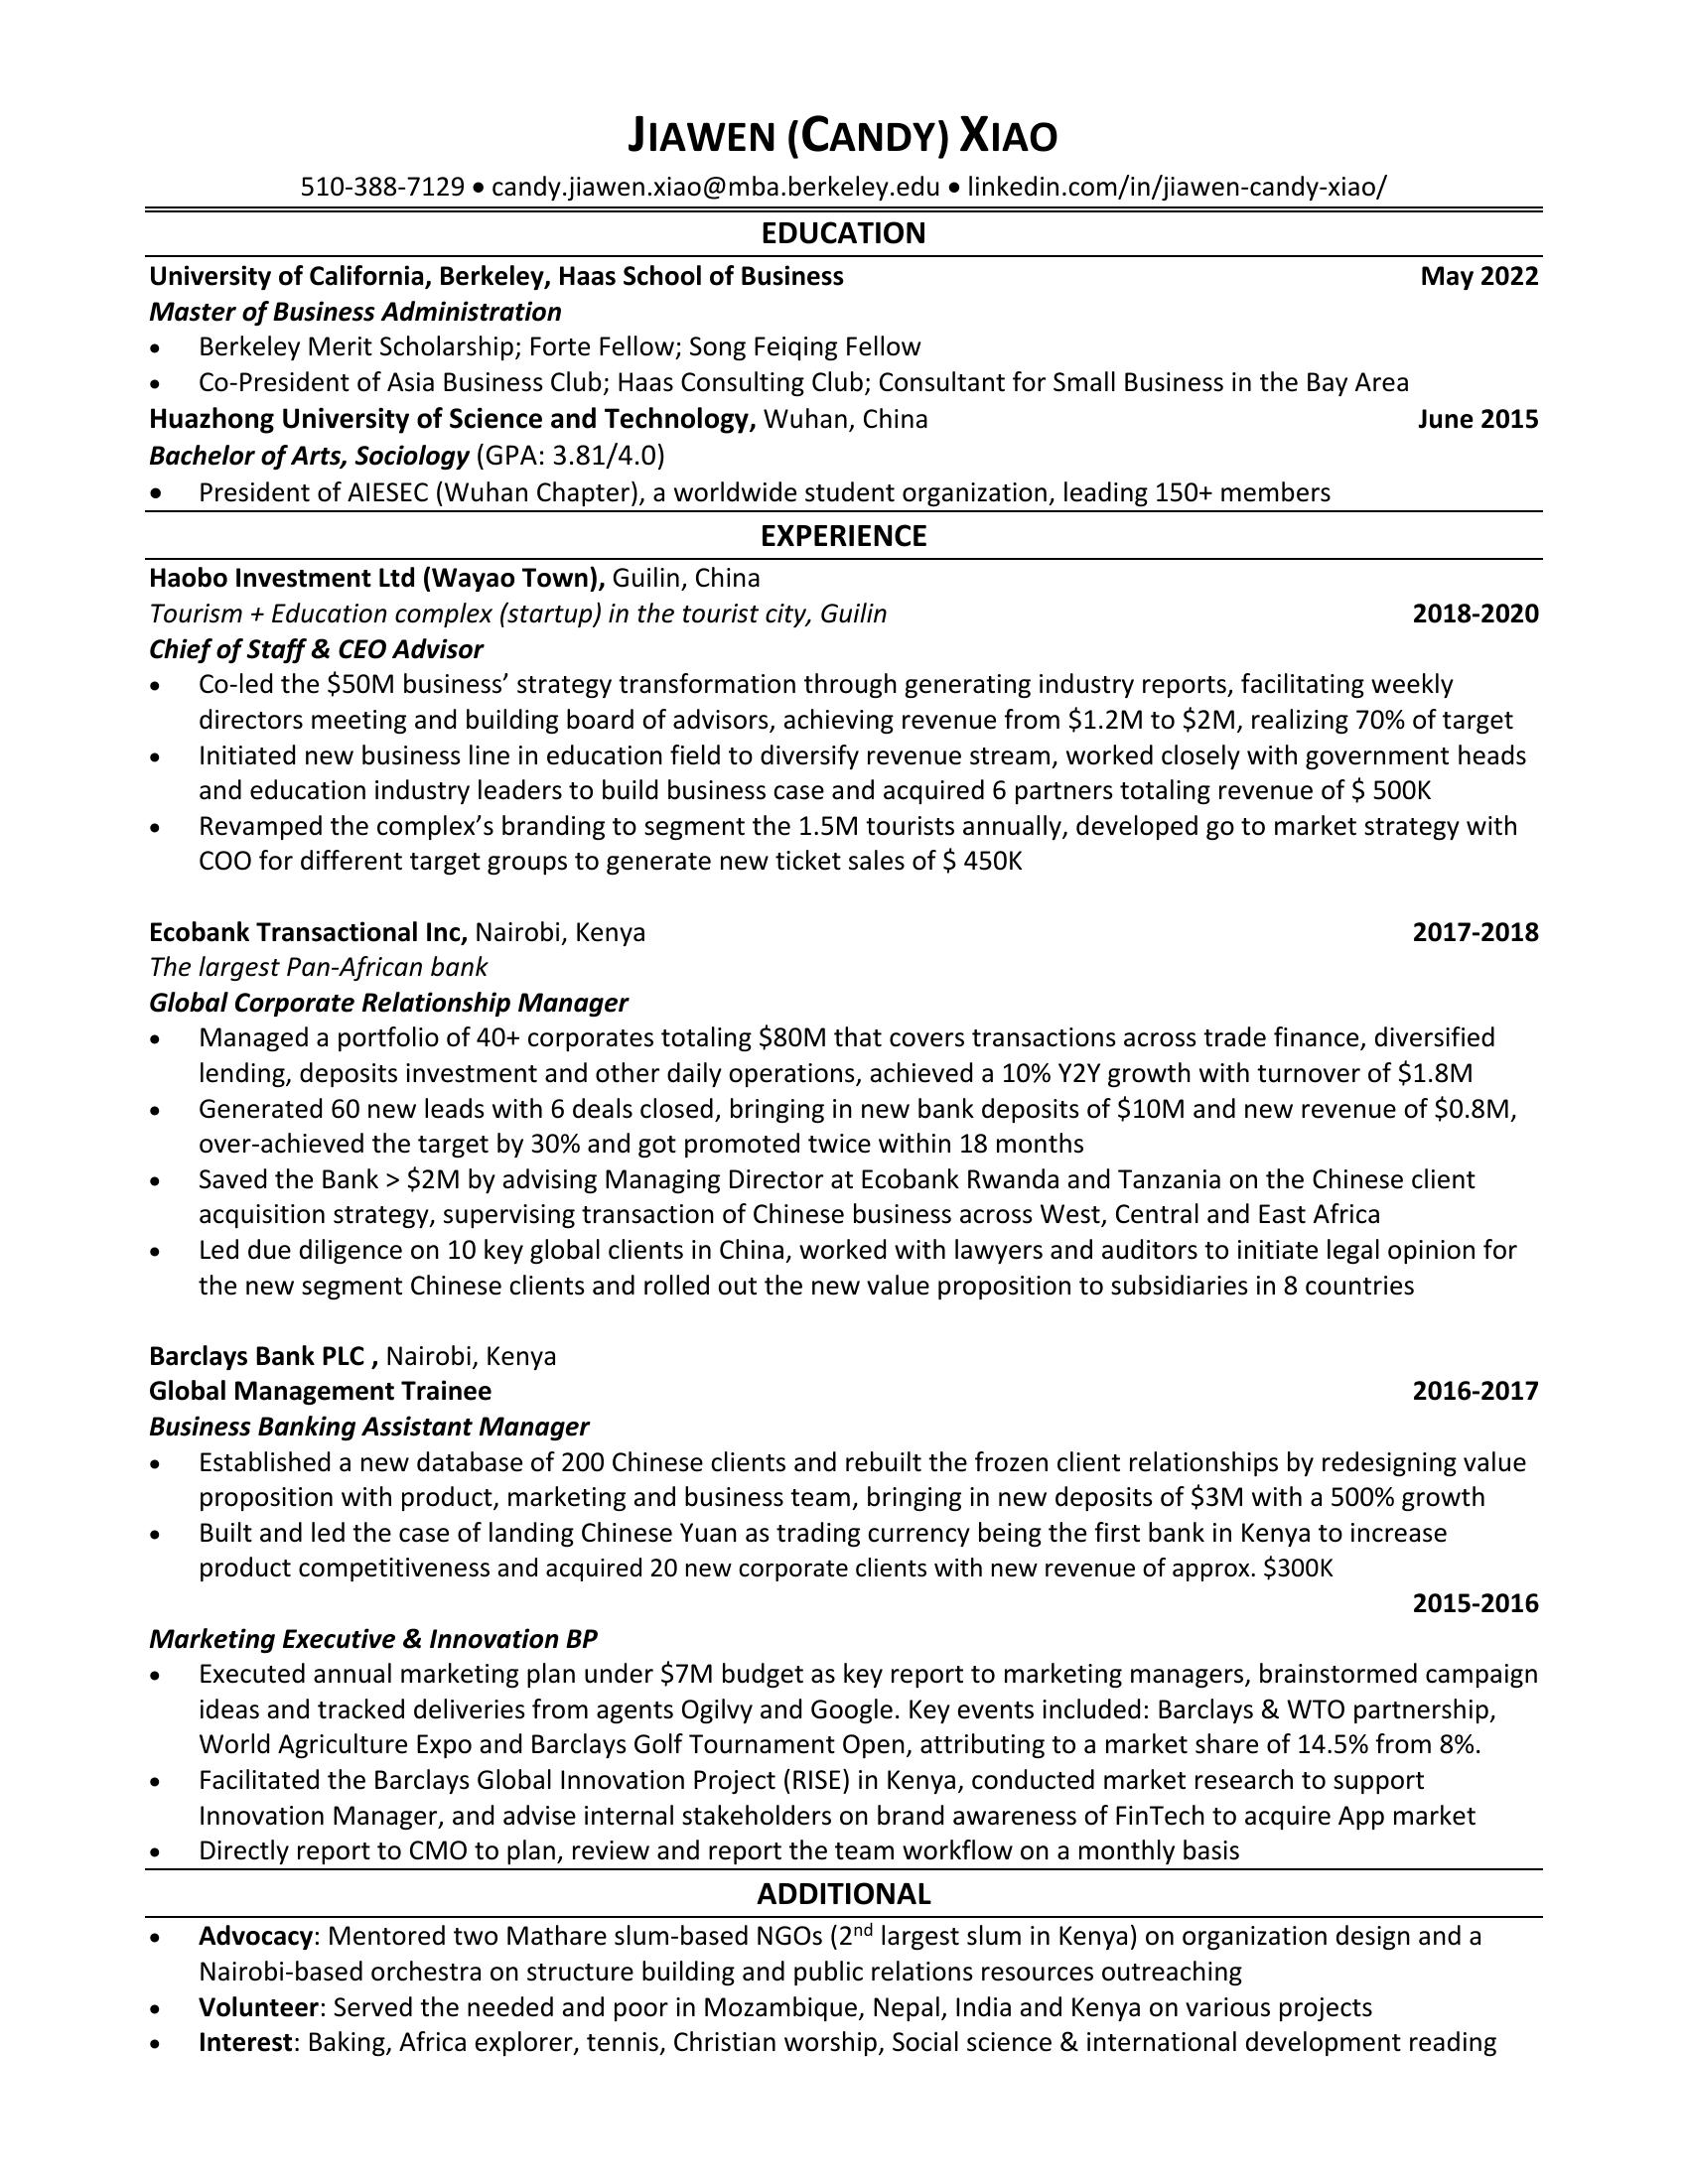 JIAWEN (CANDY) XIAO
510-388-7129 • candy.jiawen.xiao@mba.berkeley.edu • linkedin.com/in/jiawen-candy-xiao/
EDUCATION
University of California, Berkeley, Haas School of Business May 2022
Master of Business Administration
• Berkeley Merit Scholarship; Forte Fellow; Song Feiqing Fellow
• Co-President of Asia Business Club; Haas Consulting Club; Consultant for Small Business in the Bay Area
Huazhong University of Science and Technology, Wuhan, China June 2015
Bachelor of Arts, Sociology (GPA: 3.81/4.0)
• President of AIESEC (Wuhan Chapter), a worldwide student organization, leading 150+ members
EXPERIENCE
Haobo Investment Ltd (Wayao Town), Guilin, China
Tourism + Education complex (startup) in the tourist city, Guilin 2018-2020
Chief of Staff & CEO Advisor
• Co-led the $50M business’ strategy transformation through generating industry reports, facilitating weekly
directors meeting and building board of advisors, achieving revenue from $1.2M to $2M, realizing 70% of target
• Initiated new business line in education field to diversify revenue stream, worked closely with government heads
and education industry leaders to build business case and acquired 6 partners totaling revenue of $ 500K
• Revamped the complex’s branding to segment the 1.5M tourists annually, developed go to market strategy with
COO for different target groups to generate new ticket sales of $ 450K
Ecobank Transactional Inc, Nairobi, Kenya 2017-2018
The largest Pan-African bank
Global Corporate Relationship Manager
• Managed a portfolio of 40+ corporates totaling $80M that covers transactions across trade finance, diversified
lending, deposits investment and other daily operations, achieved a 10% Y2Y growth with turnover of $1.8M
• Generated 60 new leads with 6 deals closed, bringing in new bank deposits of $10M and new revenue of $0.8M,
over-achieved the target by 30% and got promoted twice within 18 months
• Saved the Bank > $2M by advising Managing Director at Ecobank Rwanda and Tanzania on the Chinese client
acquisition strategy, supervising transaction of Chinese business across West, Central and East Africa
• Led due diligence on 10 key global clients in China, worked with lawyers and auditors to initiate legal opinion for
the new segment Chinese clients and rolled out the new value proposition to subsidiaries in 8 countries
Barclays Bank PLC , Nairobi, Kenya
Global Management Trainee 2016-2017
Business Banking Assistant Manager
• Established a new database of 200 Chinese clients and rebuilt the frozen client relationships by redesigning value
proposition with product, marketing and business team, bringing in new deposits of $3M with a 500% growth
• Built and led the case of landing Chinese Yuan as trading currency being the first bank in Kenya to increase
product competitiveness and acquired 20 new corporate clients with new revenue of approx. $300K
2015-2016
Marketing Executive & Innovation BP
• Executed annual marketing plan under $7M budget as key report to marketing managers, brainstormed campaign
ideas and tracked deliveries from agents Ogilvy and Google. Key events included: Barclays & WTO partnership,
World Agriculture Expo and Barclays Golf Tournament Open, attributing to a market share of 14.5% from 8%.
• Facilitated the Barclays Global Innovation Project (RISE) in Kenya, conducted market research to support
Innovation Manager, and advise internal stakeholders on brand awareness of FinTech to acquire App market
• Directly report to CMO to plan, review and report the team workflow on a monthly basis
ADDITIONAL
• Advocacy: Mentored two Mathare slum-based NGOs (2nd largest slum in Kenya) on organization design and a
Nairobi-based orchestra on structure building and public relations resources outreaching
• Volunteer: Served the needed and poor in Mozambique, Nepal, India and Kenya on various projects
• Interest: Baking, Africa explorer, tennis, Christian worship, Social science & international development reading